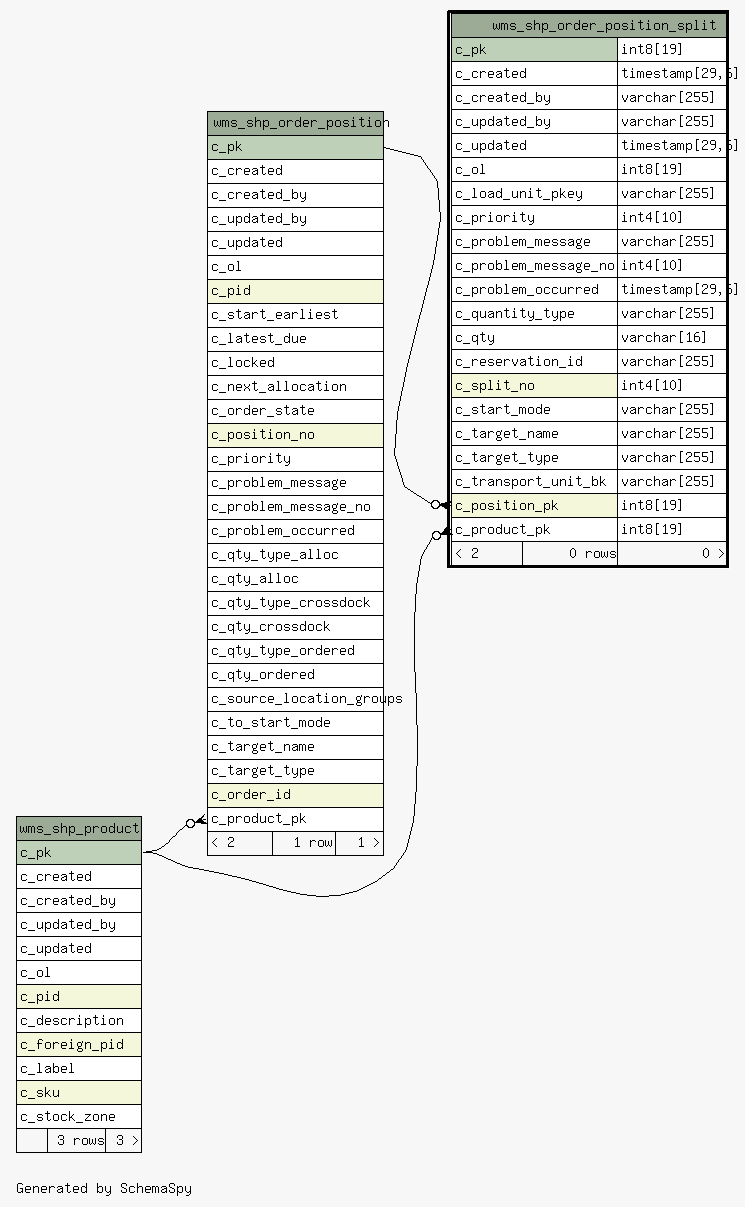 wms_shp_order_position_split
c_pk int8[19]
c_created timestamp[29,6]
c_created_by varchar[255]
c_updated_by varchar[255]
c_updated timestamp[29,6]
c_ol int8[19]
c_load_unit_pkey varchar[255]
c_priority int4[10]
c_problem_message varchar[255]
c_problem_message_no int4[10]
c_problem_occurred timestamp[29,6]
c_quantity_type varchar[255]
c_qty varchar[16]
c_reservation_id varchar[255]
c_split_no int4[10]
c_start_mode varchar[255]
c_target_name varchar[255]
c_target_type varchar[255]
c_transport_unit_bk varchar[255]
c_position_pk int8[19]
c_product_pk int8[19]
< 2 0 rows 0 >
wms_shp_order_position
c_pk
c_created
c_created_by
c_updated_by
c_updated
c_ol
c_pid
c_start_earliest
c_latest_due
c_locked
c_next_allocation
c_order_state
c_position_no
c_priority
c_problem_message
c_problem_message_no
c_problem_occurred
c_qty_type_alloc
c_qty_alloc
c_qty_type_crossdock
c_qty_crossdock
c_qty_type_ordered
c_qty_ordered
c_source_location_groups
c_to_start_mode
c_target_name
c_target_type
c_order_id
c_product_pk
< 2 1 row 1 >
wms_shp_product
c_pk
c_created
c_created_by
c_updated_by
c_updated
c_ol
c_pid
c_description
c_foreign_pid
c_label
c_sku
c_stock_zone
3 rows 3 >
Generated by SchemaSpy